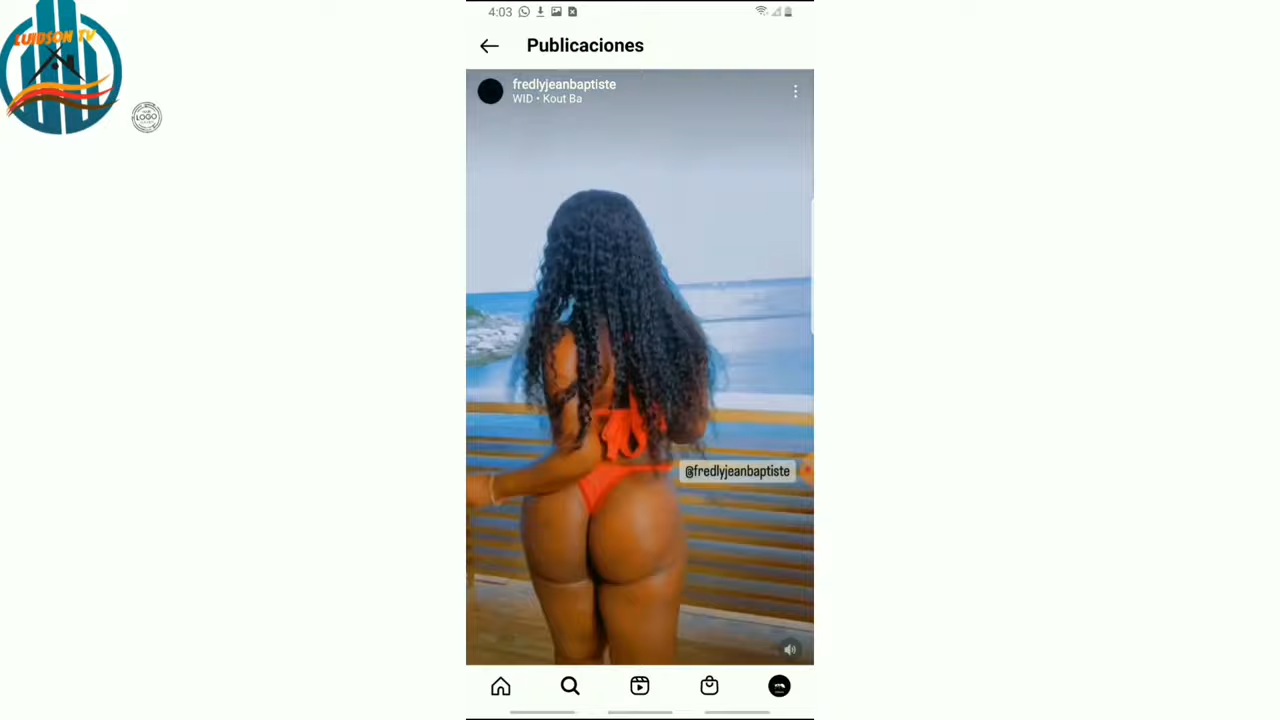 LUIDSON TV
LOGO
4:03
Publicaciones
fredlyjeanbaptiste
WID • Kout Ba
@fredlyjeanbaptiste